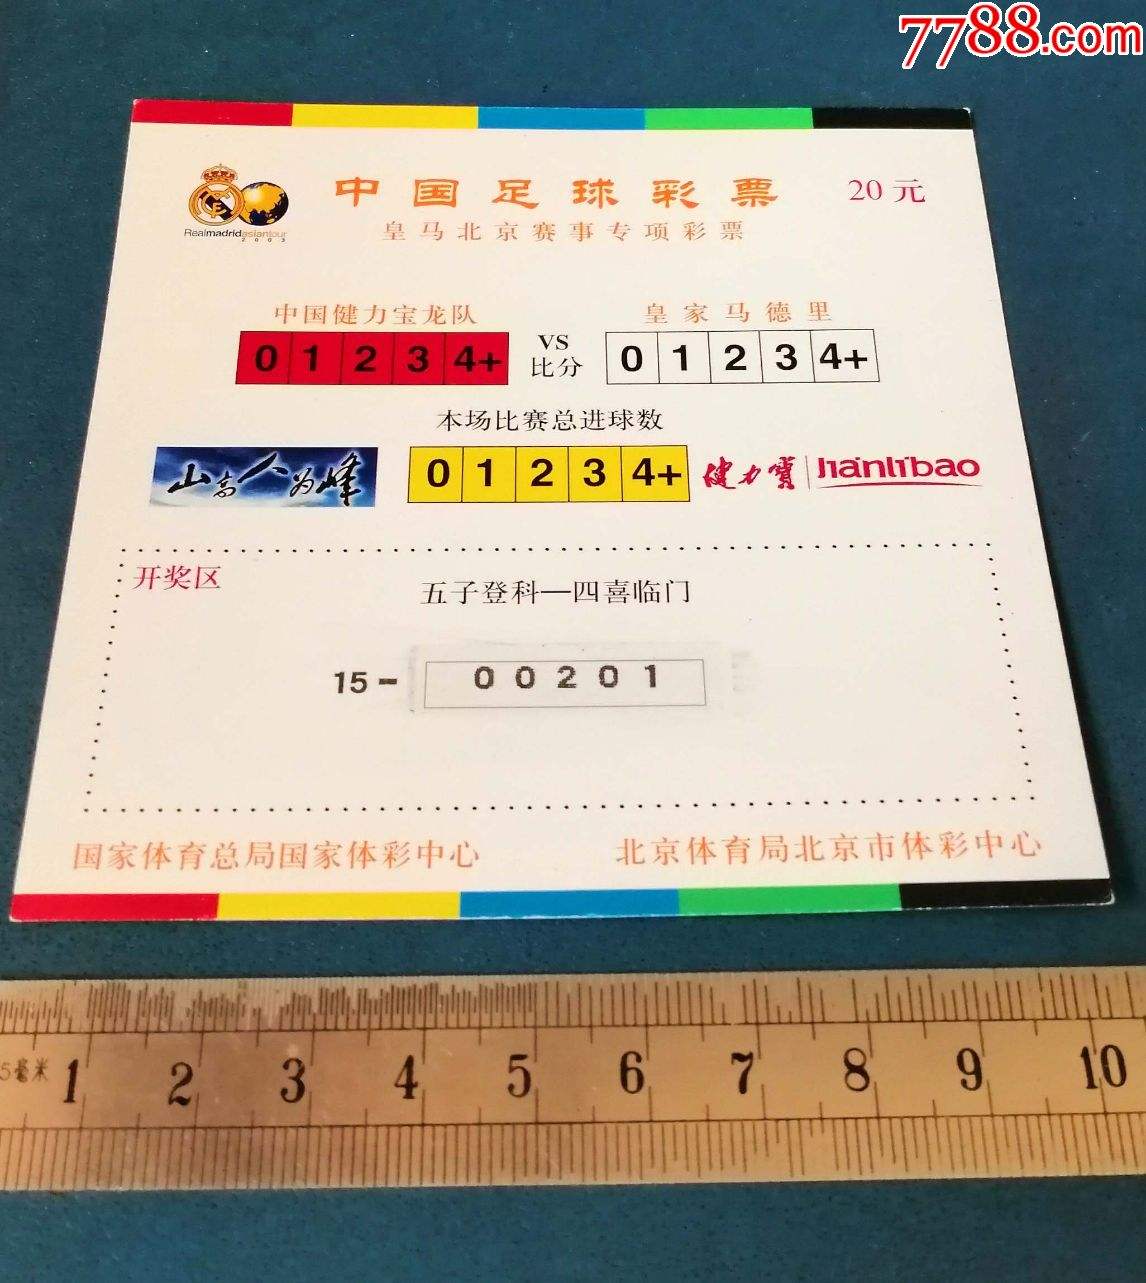 7788.com
中国足球彩票
20 元
Realmadridasiantour
2003
皇马北京赛事专项彩票
中国健力宝龙队
皇家马德里
0 1 2 3 4+
VS
比分
0 1 2 3 4+
本场比赛总进球数
山高人为峰
0 1 2 3 4+
健力寶
Jianlibao
开奖区
五子登科—四喜临门
15 - 00201
国家体育总局国家体彩中心
北京体育局北京市体彩中心
5毫米 1 2 3 4 5 6 7 8 9 10